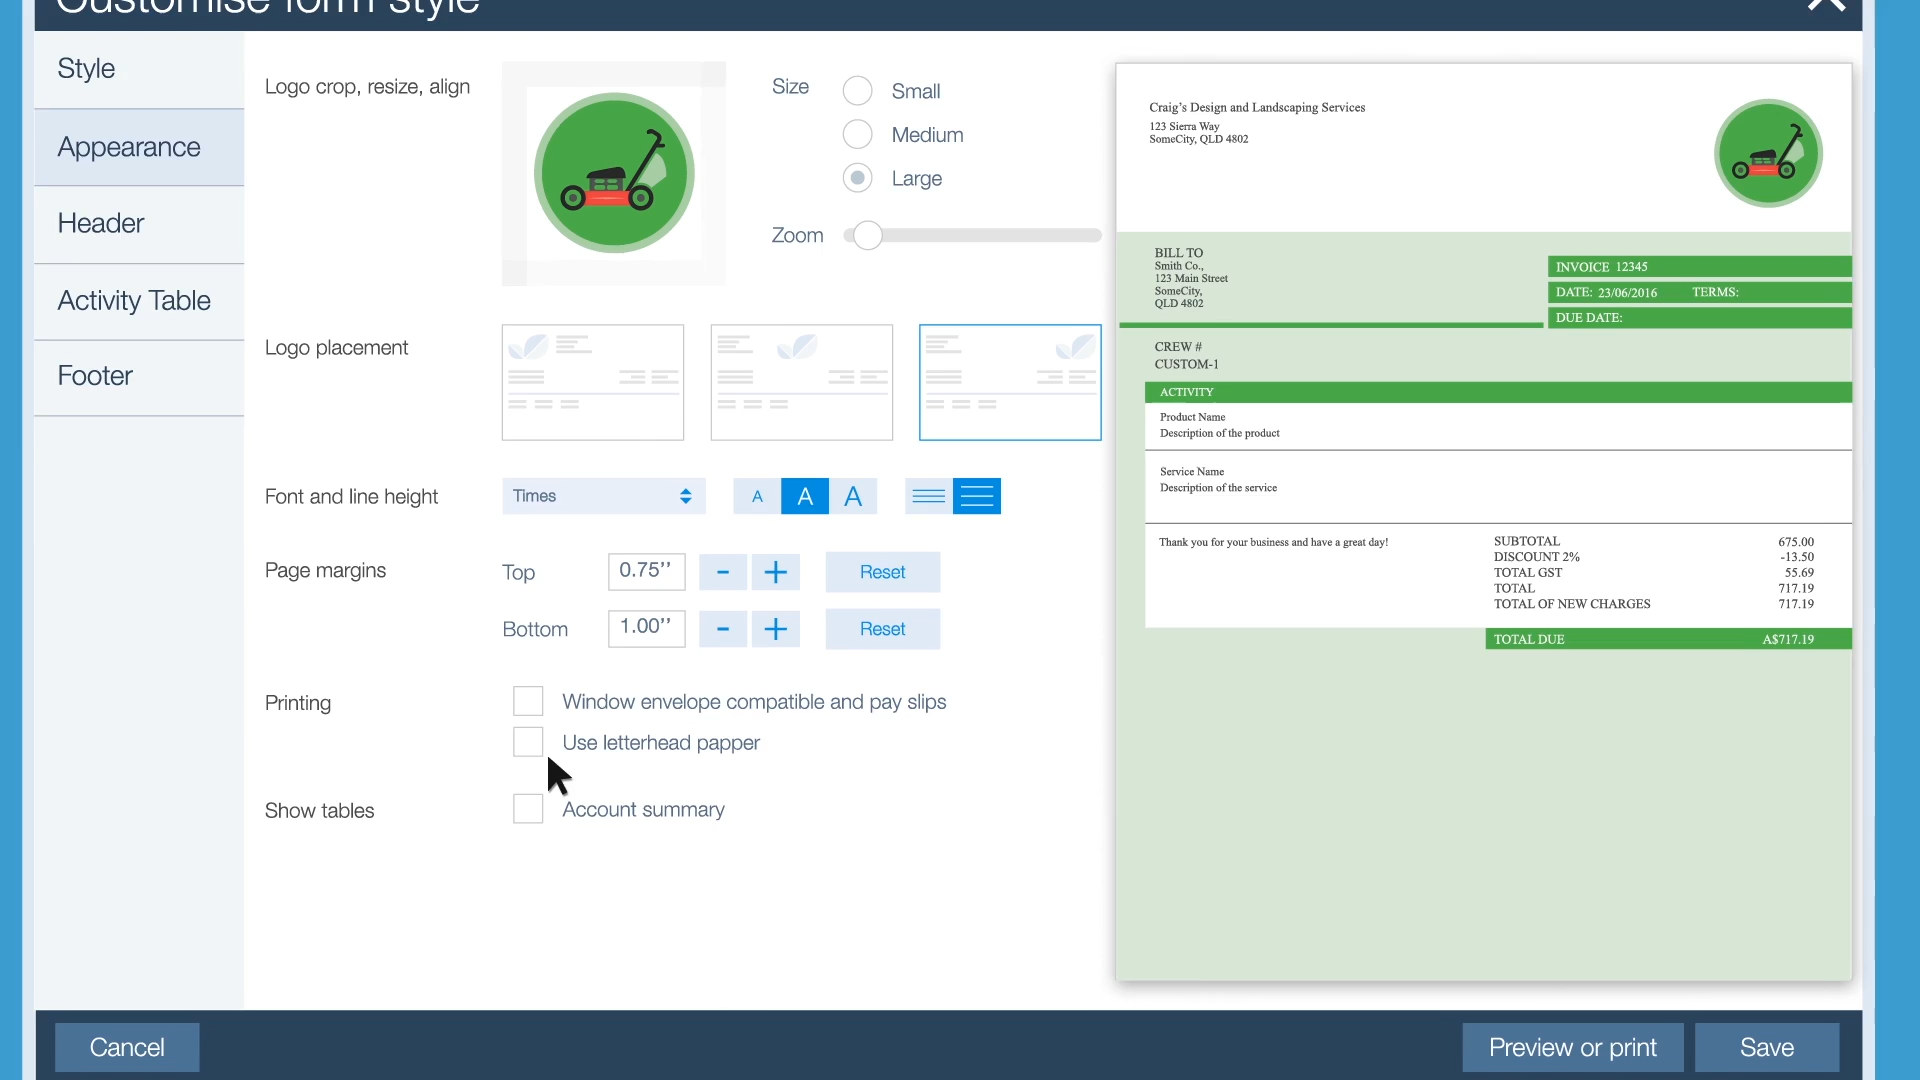 Customise form style
Style
Appearance
Header
Activity Table
Footer
Logo crop, resize, align
Size
Small
Medium
Large
Zoom
Logo placement
Font and line height
Times
A A A
Page margins
Top 0.75’’ - + Reset
Bottom 1.00’’ - + Reset
Printing
Window envelope compatible and pay slips
Use letterhead papper
Show tables
Account summary
Craig’s Design and Landscaping Services
123 Sierra Way
SomeCity, QLD 4802
BILL TO
Smith Co.,
123 Main Street
SomeCity,
QLD 4802
INVOICE 12345
DATE: 23/06/2016 TERMS:
DUE DATE:
CREW #
CUSTOM-1
ACTIVITY
Product Name
Description of the product
Service Name
Description of the service
Thank you for your business and have a great day!
SUBTOTAL 675.00
DISCOUNT 2% -13.50
TOTAL GST 55.69
TOTAL 717.19
TOTAL OF NEW CHARGES 717.19
TOTAL DUE A$717.19
Cancel
Preview or print
Save